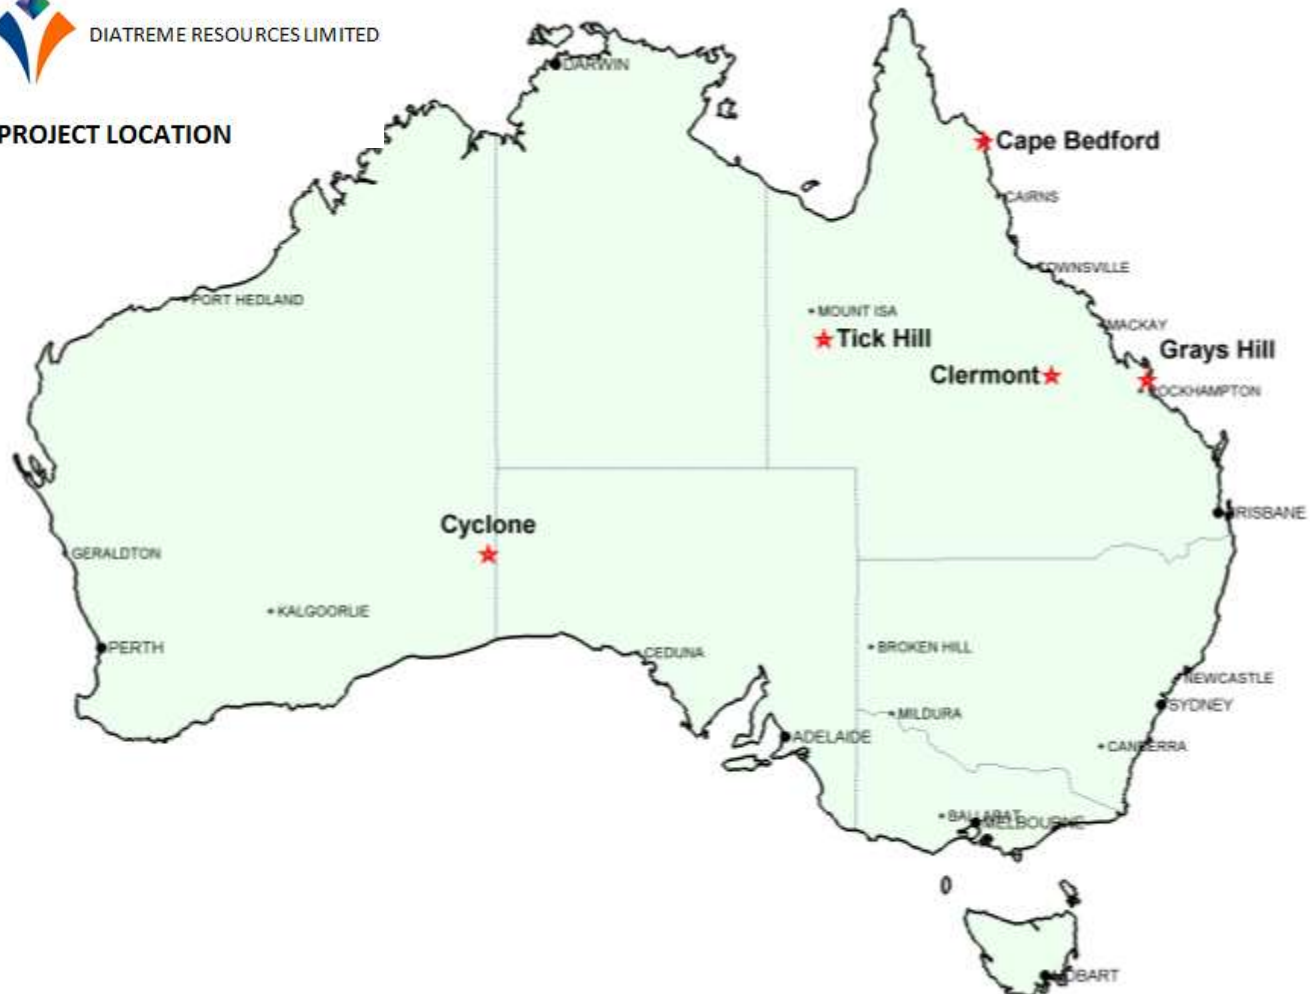 DIATREME RESOURCES LIMITED
PROJECT LOCATION
DARWIN
Cape Bedford
CAIRNS
TOWNSVILLE
PORT HEDLAND
MOUNT ISA
MACKAY
Tick Hill
Grays Hill
Clermont
ROCKHAMPTON
BRISBANE
Cyclone
GERALDTON
KALGOORLIE
PERTH
CEDUNA
BROKEN HILL
NEWCASTLE
SYDNEY
MILDURA
ADELAIDE
CANBERRA
BALLARAT
MELBOURNE
HOBART